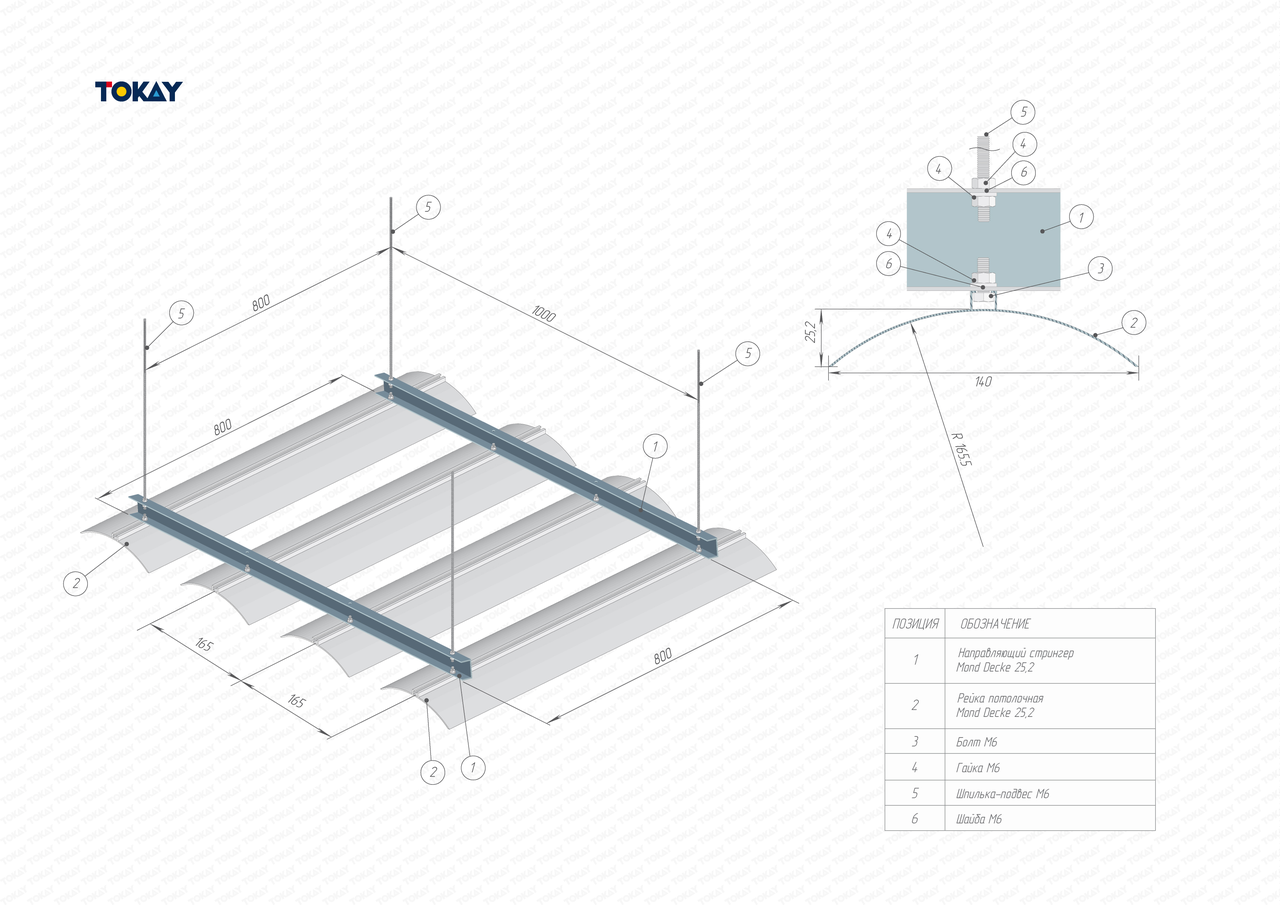 TOKAY
5
4
4
6
1
4
6
3
2
25,2
140
R 165.5
5
800
1000
5
5
800
1
2
165
165
800
2
1
ПОЗИЦИЯ ОБОЗНАЧЕНИЕ
1 Направляющий стрингер
Mond Decke 25,2
2 Рейка потолочная
Mond Decke 25,2
3 Болт М6
4 Гайка М6
5 Шпилька-подвес М6
6 Шайба М6